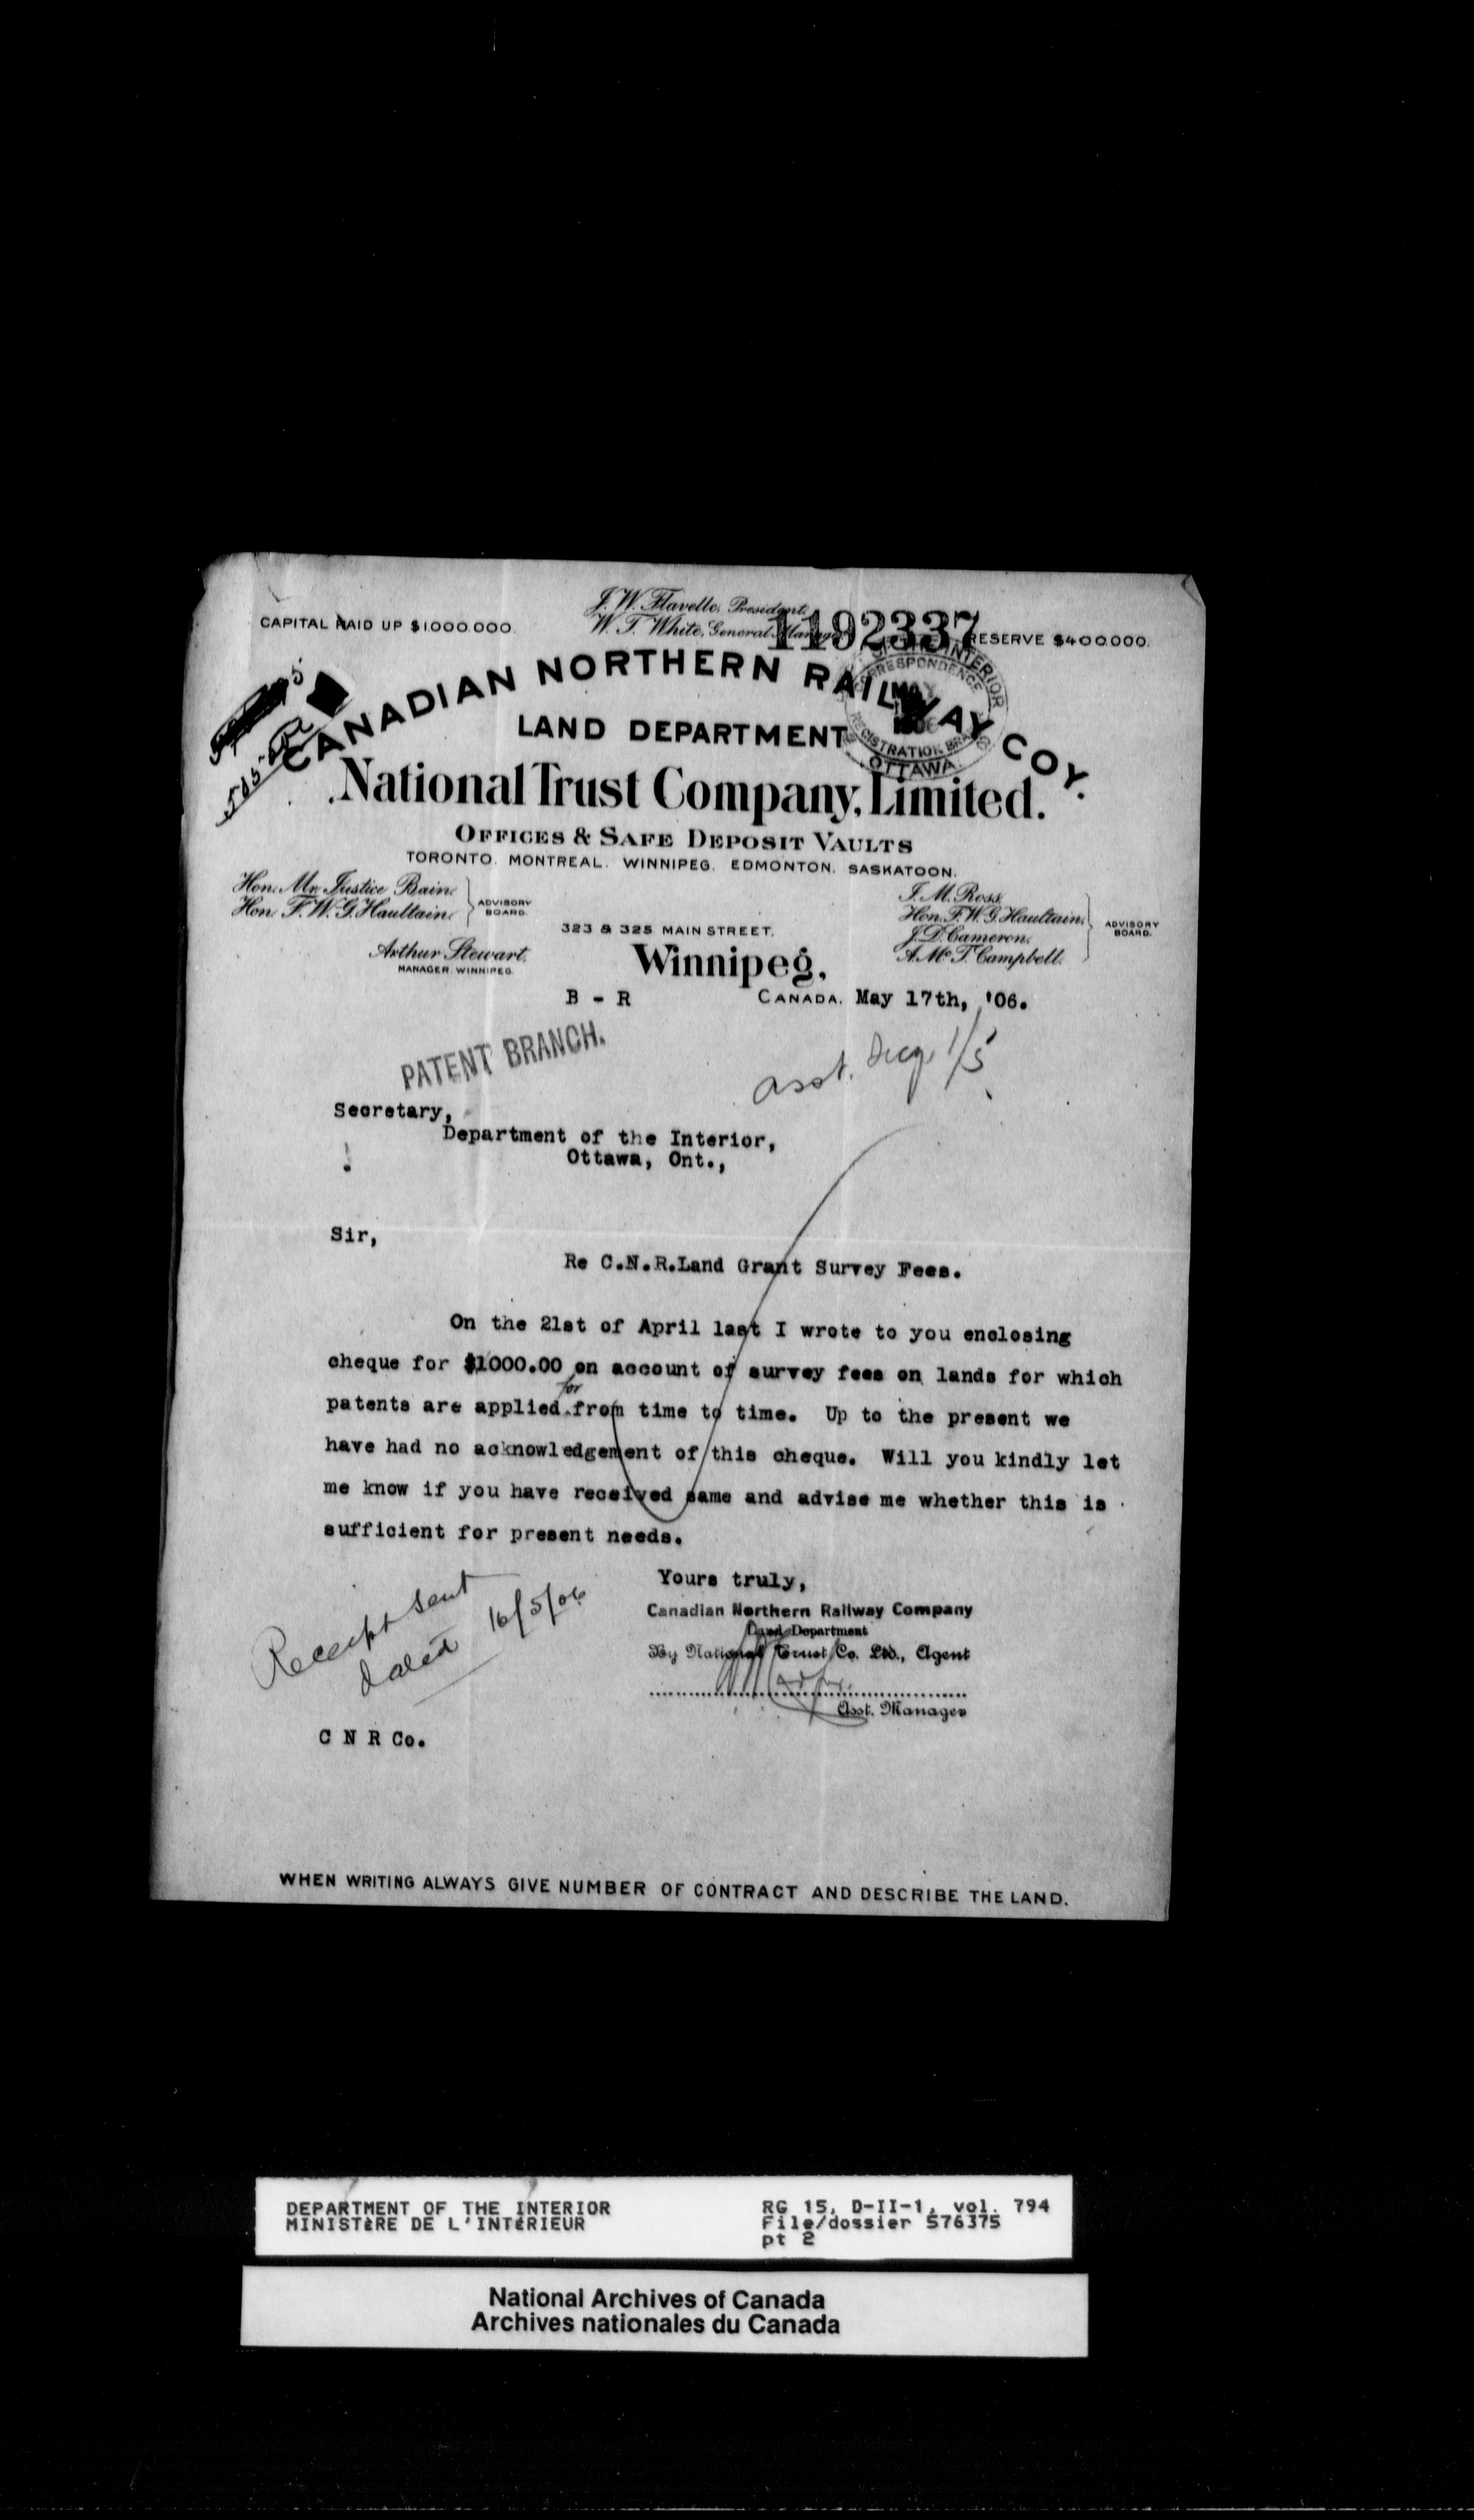 J. W. Flavelle, President.
W. T. White, General Manager
1192337
CAPITAL PAID UP $1.000.000.
RESERVE $400.000.
CANADIAN NORTHERN RAILWAY COY.
INTERIOR
CORRESPONDENCE
MAY
REGISTRATION
OTTAWA
LAND DEPARTMENT
National Trust Company, Limited.
OFFICES & SAFE DEPOSIT VAULTS
TORONTO. MONTREAL. WINNIPEG. EDMONTON. SASKATOON.
Hon. Mr. Justice Bain.
Hon. F. W. G. Haultain.
ADVISORY BOARD.
Arthur Stewart.
MANAGER WINNIPEG.
323 & 325 MAIN STREET.
J. M. Ross.
Hon. F. W. G. Haultain.
J. D. Cameron.
A. Mc. T. Campbell.
ADVISORY BOARD.
Winnipeg,
B - R
CANADA. May 17th, '06.
PATENT BRANCH.
asst. Secy. 1/5
Secretary,
Department of the Interior,
Ottawa, Ont.,
Sir,
Re C.N.R.Land Grant Survey Fees.
On the 21st of April last I wrote to you enclosing
cheque for $1000.00 on account of survey fees on lands for which
patents are applied for from time to time. Up to the present we
have had no acknowledgement of this cheque. Will you kindly let
me know if you have received same and advise me whether this is
sufficient for present needs.
Yours truly,
Canadian Northern Railway Company
Land Department
By National Trust Co. Ltd., Agent
Asst. Manager
Receipt sent
dated 16/5/06
C N R Co.
WHEN WRITING ALWAYS GIVE NUMBER OF CONTRACT AND DESCRIBE THE LAND.
DEPARTMENT OF THE INTERIOR
MINISTÈRE DE L'INTÉRIEUR
RG 15, D-II-1, vol. 794
File/dossier 576375
pt 2
National Archives of Canada
Archives nationales du Canada